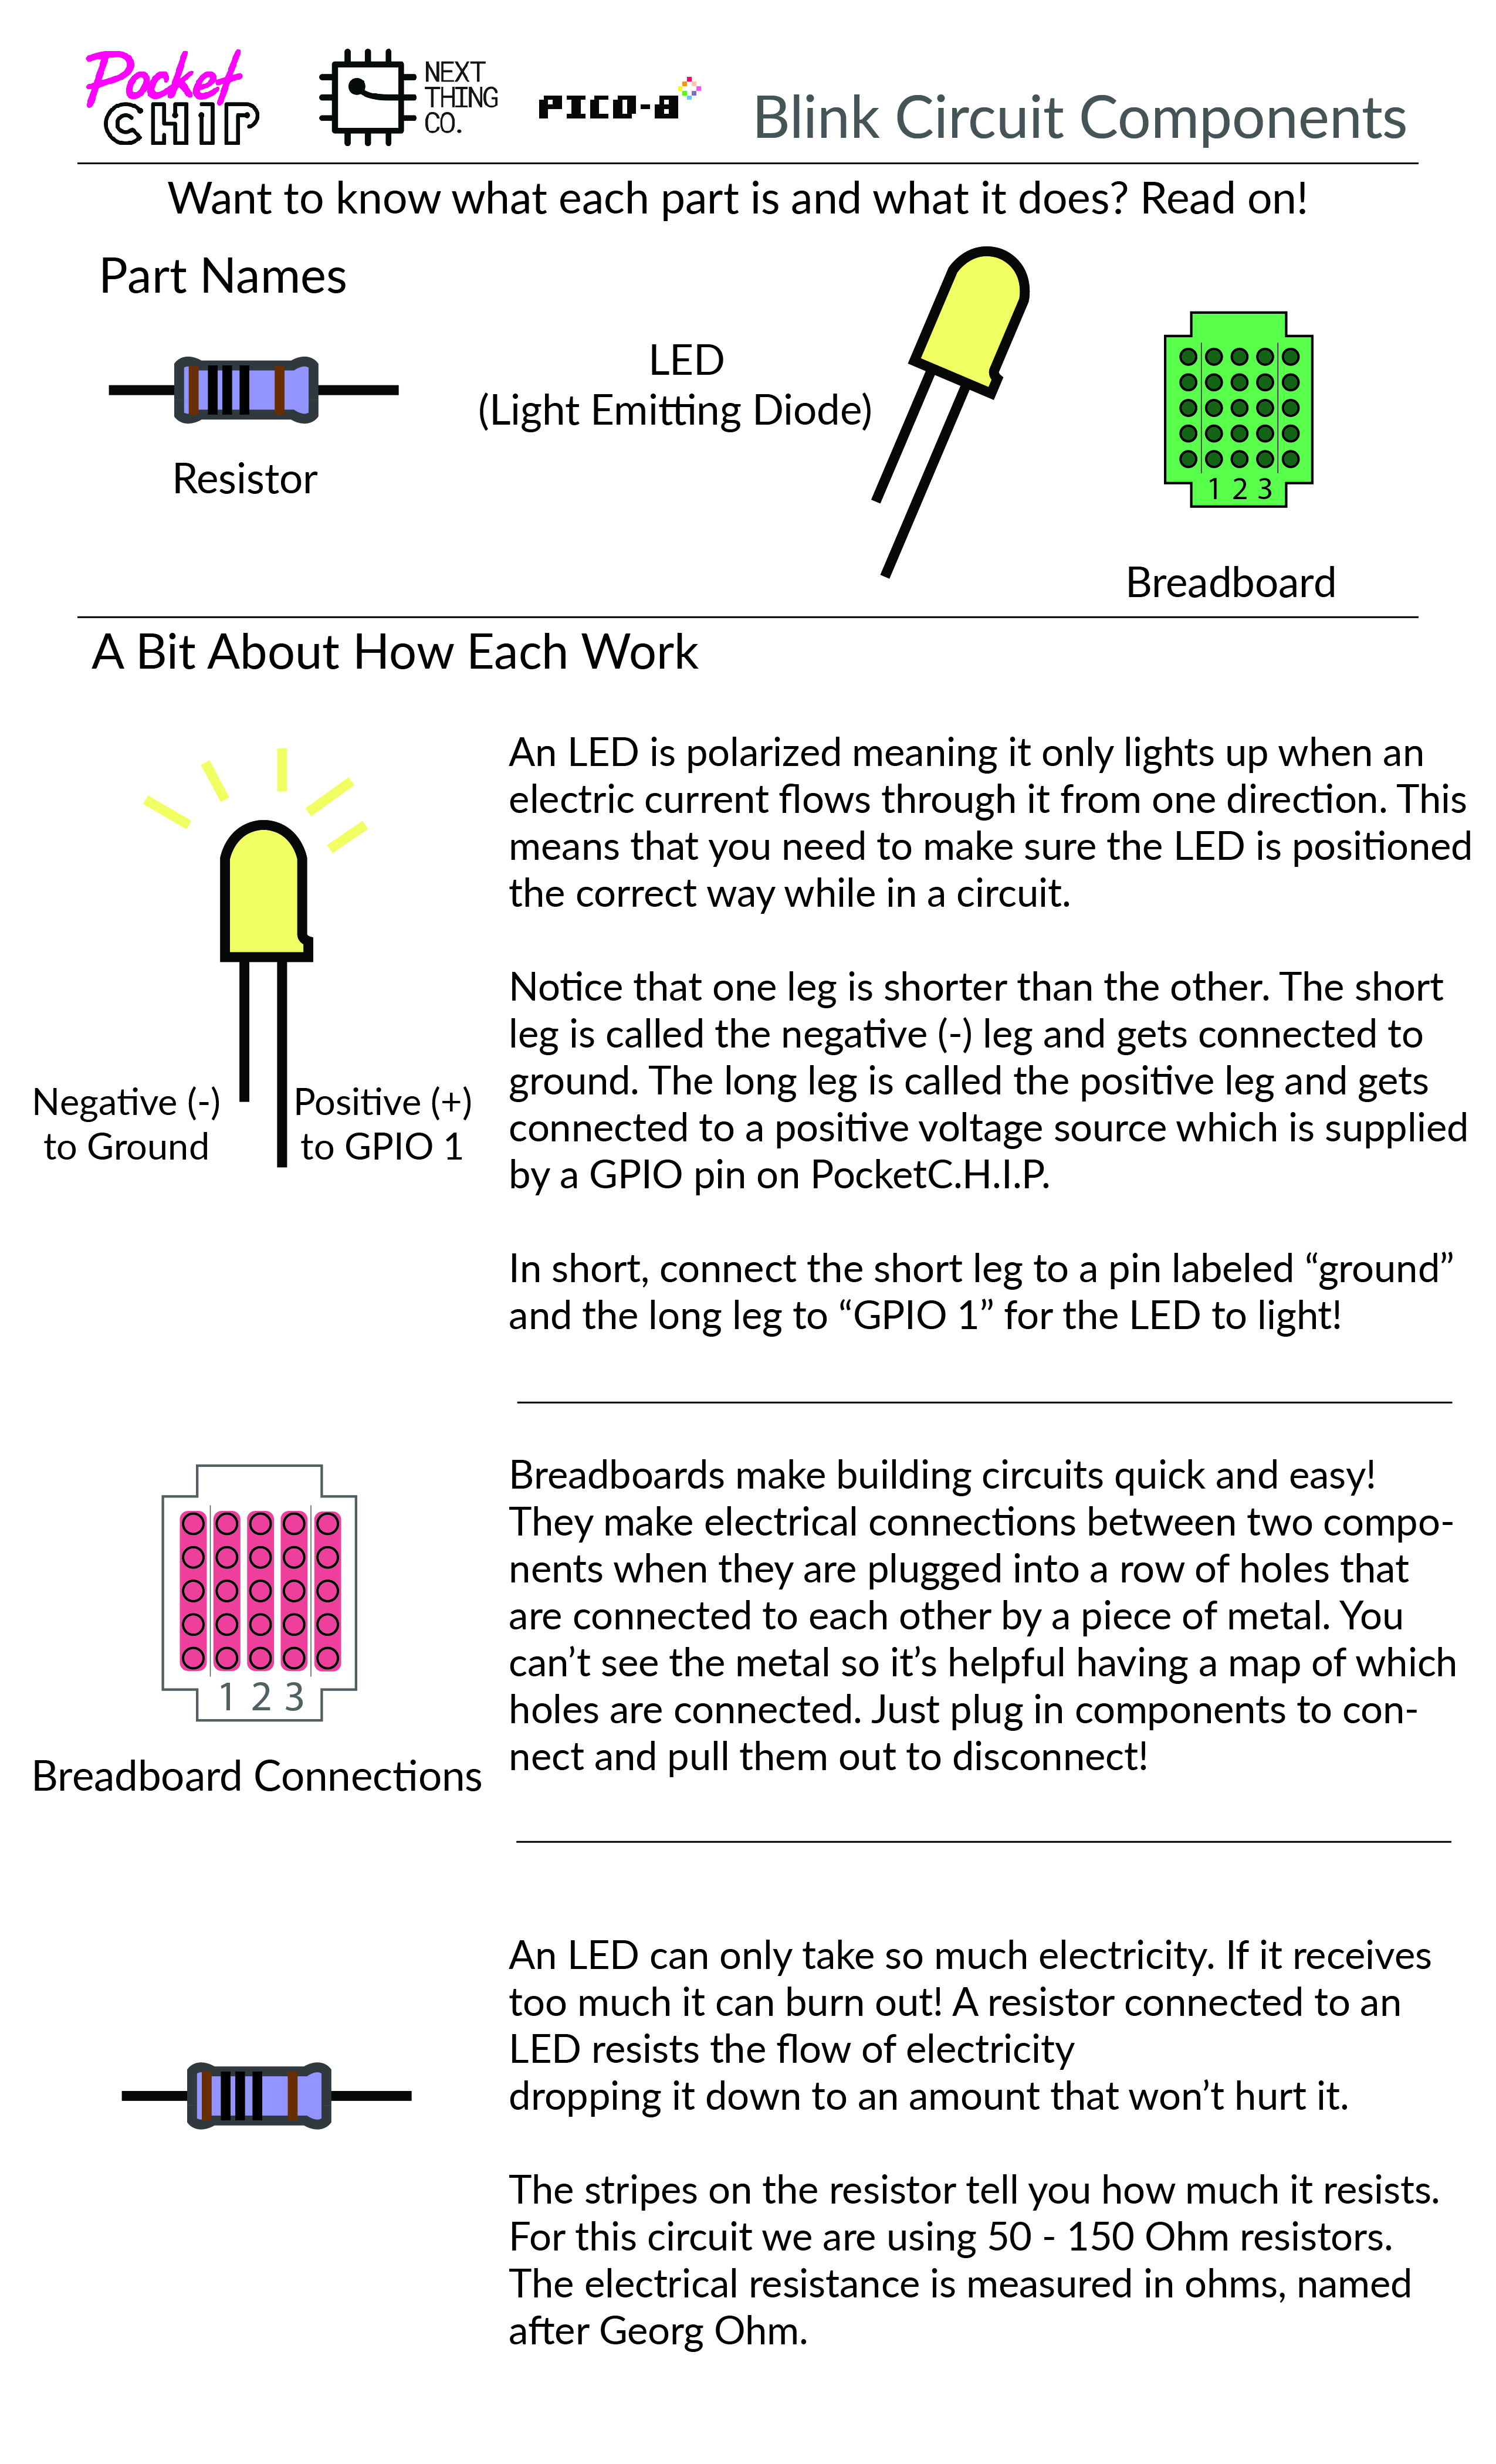 Pocket
CHIP
NEXT
THING
CO.
PICO-8
Blink Circuit Components
Want to know what each part is and what it does? Read on!
Part Names
Resistor
LED
(Light Emitting Diode)
1 2 3
Breadboard
A Bit About How Each Work
Negative (-)
to Ground
Positive (+)
to GPIO 1
An LED is polarized meaning it only lights up when an
electric current flows through it from one direction. This
means that you need to make sure the LED is positioned
the correct way while in a circuit.
Notice that one leg is shorter than the other. The short
leg is called the negative (-) leg and gets connected to
ground. The long leg is called the positive leg and gets
connected to a positive voltage source which is supplied
by a GPIO pin on PocketC.H.I.P.
In short, connect the short leg to a pin labeled “ground”
and the long leg to “GPIO 1” for the LED to light!
1 2 3
Breadboard Connections
Breadboards make building circuits quick and easy!
They make electrical connections between two compo-
nents when they are plugged into a row of holes that
are connected to each other by a piece of metal. You
can’t see the metal so it’s helpful having a map of which
holes are connected. Just plug in components to con-
nect and pull them out to disconnect!
An LED can only take so much electricity. If it receives
too much it can burn out! A resistor connected to an
LED resists the flow of electricity
dropping it down to an amount that won’t hurt it.
The stripes on the resistor tell you how much it resists.
For this circuit we are using 50 - 150 Ohm resistors.
The electrical resistance is measured in ohms, named
after Georg Ohm.